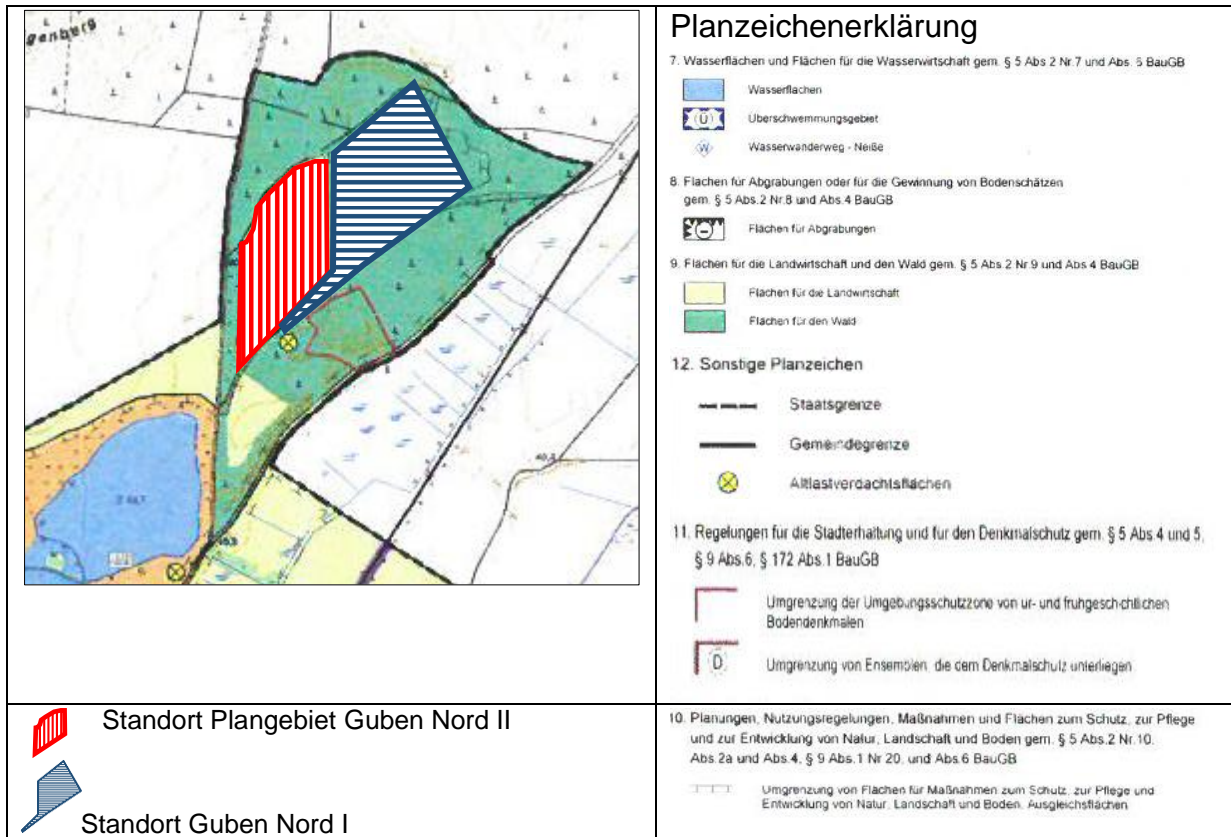 genberg
40,2
Planzeichenerklärung
7. Wasserflächen und Flächen für die Wasserwirtschaft gem. § 5 Abs 2 Nr.7 und Abs. 5 BauGB
Wasserflächen
Ü
Überschwemmungsgebiet
W
Wasserwanderweg - Neiße
8. Flächen für Abgrabungen oder für die Gewinnung von Bodenschätzen
gem. § 5 Abs.2 Nr.8 und Abs.4 BauGB
Flächen für Abgrabungen
9. Flächen für die Landwirtschaft und den Wald gem. § 5 Abs.2 Nr.9 und Abs 4 BauGB
Flächen für die Landwirtschaft
Flächen für den Wald
12. Sonstige Planzeichen
Staatsgrenze
Gemeindegrenze
Altlastverdachtsflächen
11. Regelungen für die Stadterhaltung und für den Denkmalschutz gem. § 5 Abs.4 und 5,
§ 9 Abs.6, § 172 Abs.1 BauGB
Umgrenzung der Umgebungsschutzzone von ur- und frühgeschichtlichen
Bodendenkmalen
D
Umgrenzung von Ensemblen, die dem Denkmalschutz unterliegen
Standort Plangebiet Guben Nord II
Standort Guben Nord I
10. Planungen, Nutzungsregelungen, Maßnahmen und Flächen zum Schutz, zur Pflege
und zur Entwicklung von Natur, Landschaft und Boden gem. § 5 Abs.2 Nr.10,
Abs.2a und Abs.4, § 9 Abs.1 Nr 20, und Abs.6 BauGB
Umgrenzung von Flächen für Maßnahmen zum Schutz, zur Pflege und
Entwicklung von Natur, Landschaft und Boden, Ausgleichsflächen